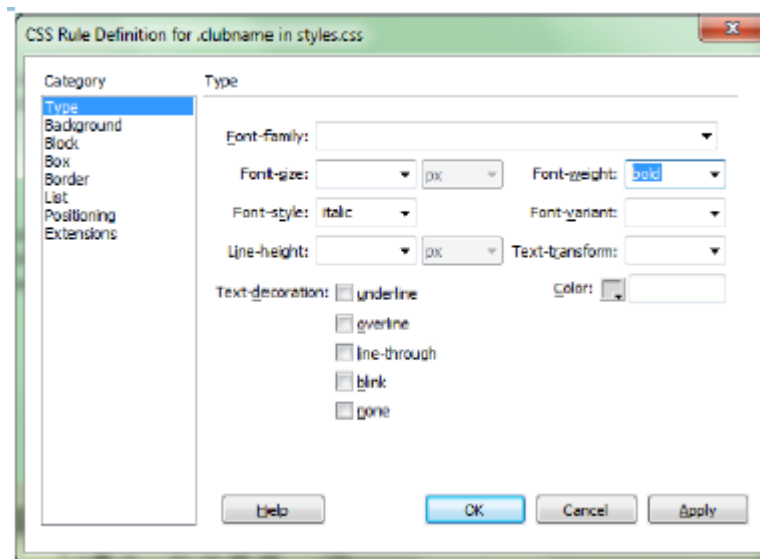 CSS Rule Definition for .clubname in styles.css
Category
Type
Type
Background
Block
Box
Border
List
Positioning
Extensions
Font-family:
Font-size: px Font-weight: bold
Font-style: italic Font-variant:
Line-height: px Text-transform:
Text-decoration: underline Color:
overline
line-through
blink
none
Help OK Cancel Apply